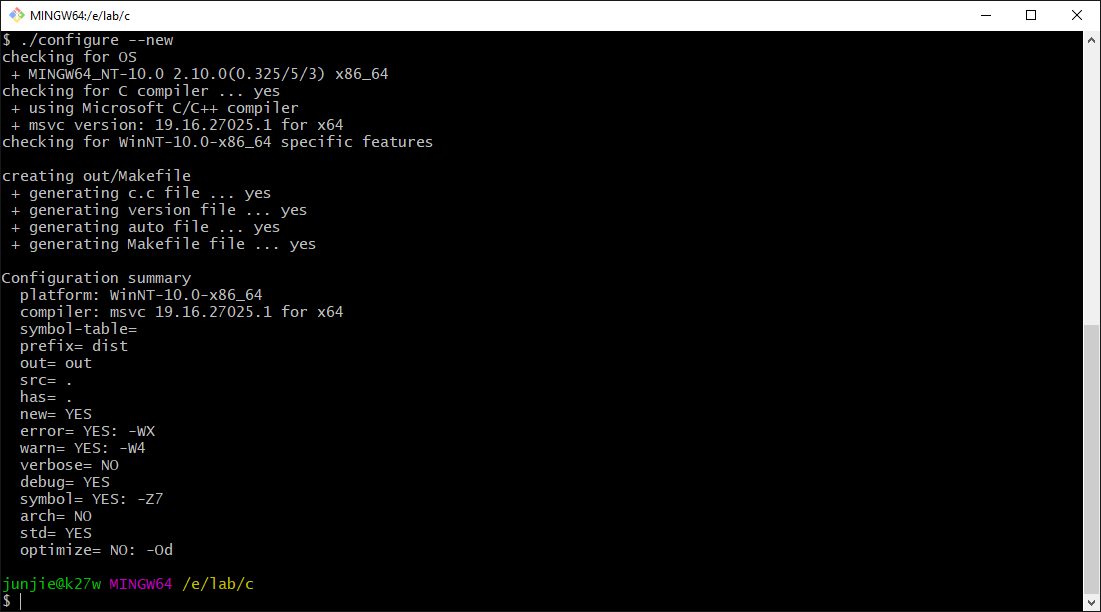 MINGW64:/e/lab/c
$ ./configure --new
checking for OS
 + MINGW64_NT-10.0 2.10.0(0.325/5/3) x86_64
checking for C compiler ... yes
 + using Microsoft C/C++ compiler
 + msvc version: 19.16.27025.1 for x64
checking for WinNT-10.0-x86_64 specific features

creating out/Makefile
 + generating c.c file ... yes
 + generating version file ... yes
 + generating auto file ... yes
 + generating Makefile file ... yes

Configuration summary
  platform: WinNT-10.0-x86_64
  compiler: msvc 19.16.27025.1 for x64
  symbol-table=
  prefix= dist
  out= out
  src= .
  has= .
  new= YES
  error= YES: -WX
  warn= YES: -W4
  verbose= NO
  debug= YES
  symbol= YES: -Z7
  arch= NO
  std= YES
  optimize= NO: -Od

junjie@k27w MINGW64 /e/lab/c
$